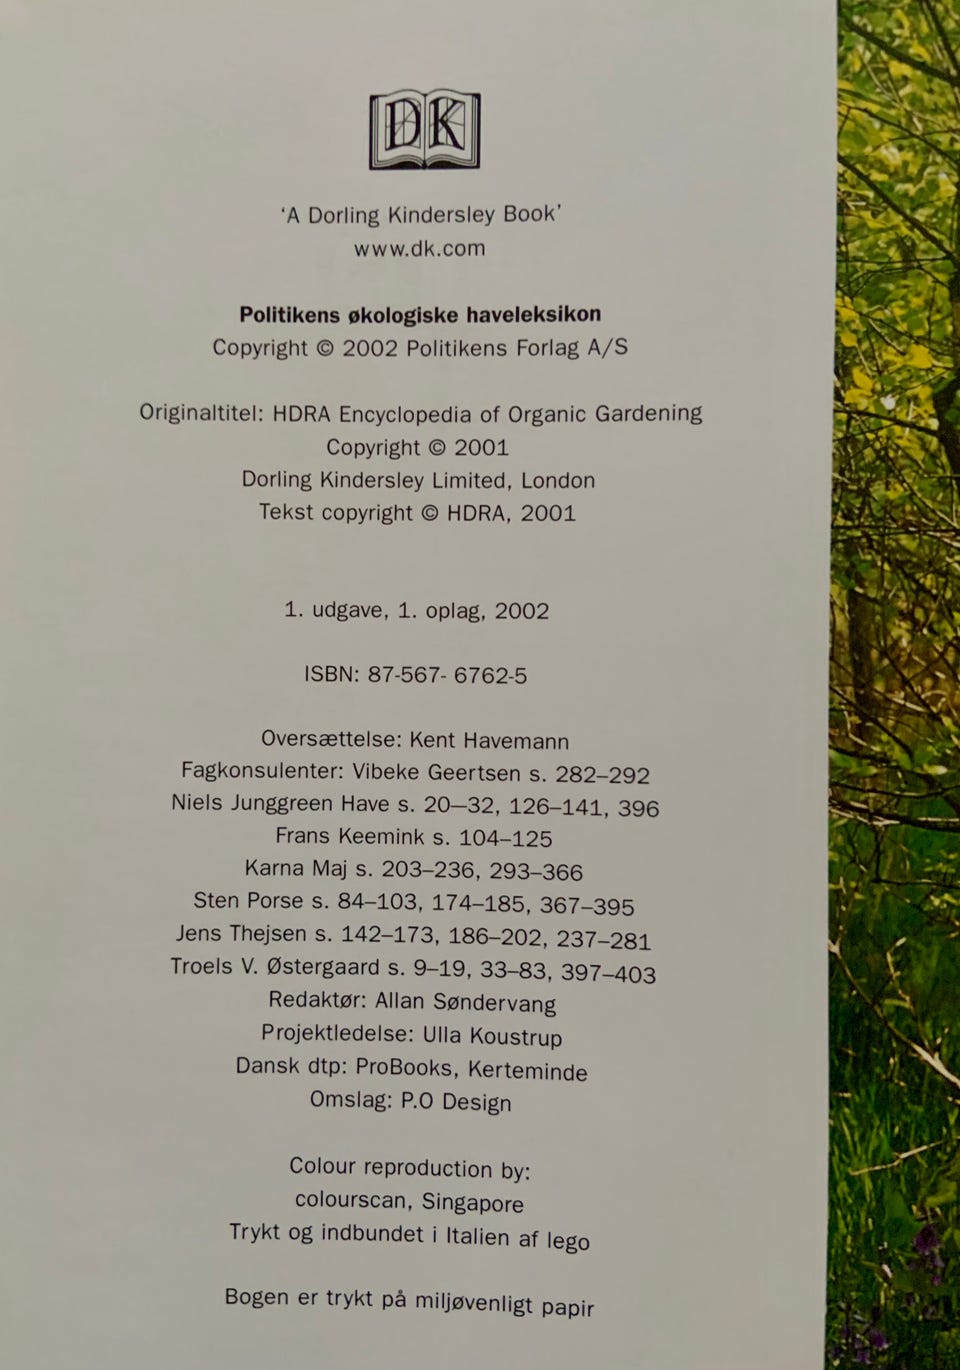 DK
'A Dorling Kindersley Book'
www.dk.com
Politikens økologiske haveleksikon
Copyright © 2002 Politikens Forlag A/S
Originaltitel: HDRA Encyclopedia of Organic Gardening
Copyright © 2001
Dorling Kindersley Limited, London
Tekst copyright © HDRA, 2001
1. udgave, 1. oplag, 2002
ISBN: 87-567- 6762-5
Oversættelse: Kent Havemann
Fagkonsulenter: Vibeke Geertsen s. 282–292
Niels Junggreen Have s. 20—32, 126–141, 396
Frans Keemink s. 104–125
Karna Maj s. 203–236, 293–366
Sten Porse s. 84–103, 174–185, 367–395
Jens Thejsen s. 142–173, 186–202, 237–281
Troels V. Østergaard s. 9–19, 33–83, 397–403
Redaktør: Allan Søndervang
Projektledelse: Ulla Koustrup
Dansk dtp: ProBooks, Kerteminde
Omslag: P.O Design
Colour reproduction by:
colourscan, Singapore
Trykt og indbundet i Italien af lego
Bogen er trykt på miljøvenligt papir